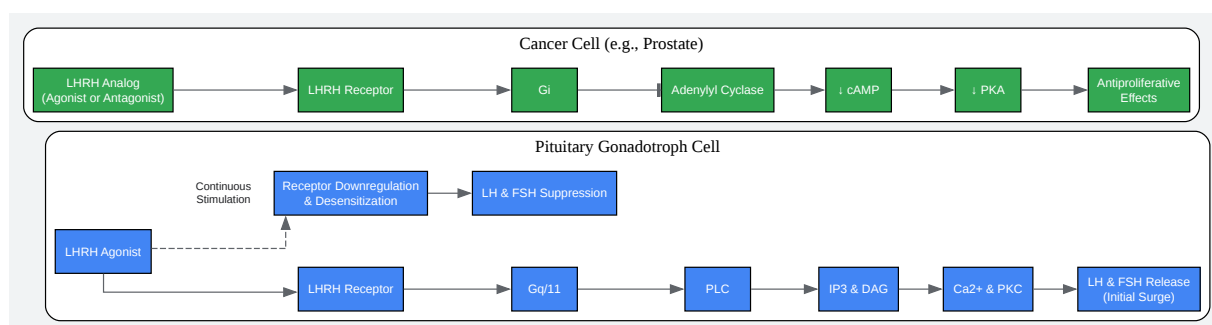 Cancer Cell (e.g., Prostate)
LHRH Analog
(Agonist or Antagonist)
LHRH Receptor
Gi
Adenylyl Cyclase
↓ cAMP
↓ PKA
Antiproliferative
Effects
Pituitary Gonadotroph Cell
Continuous
Stimulation
Receptor Downregulation
& Desensitization
LH & FSH Suppression
LHRH Agonist
LHRH Receptor
Gq/11
PLC
IP3 & DAG
Ca2+ & PKC
LH & FSH Release
(Initial Surge)